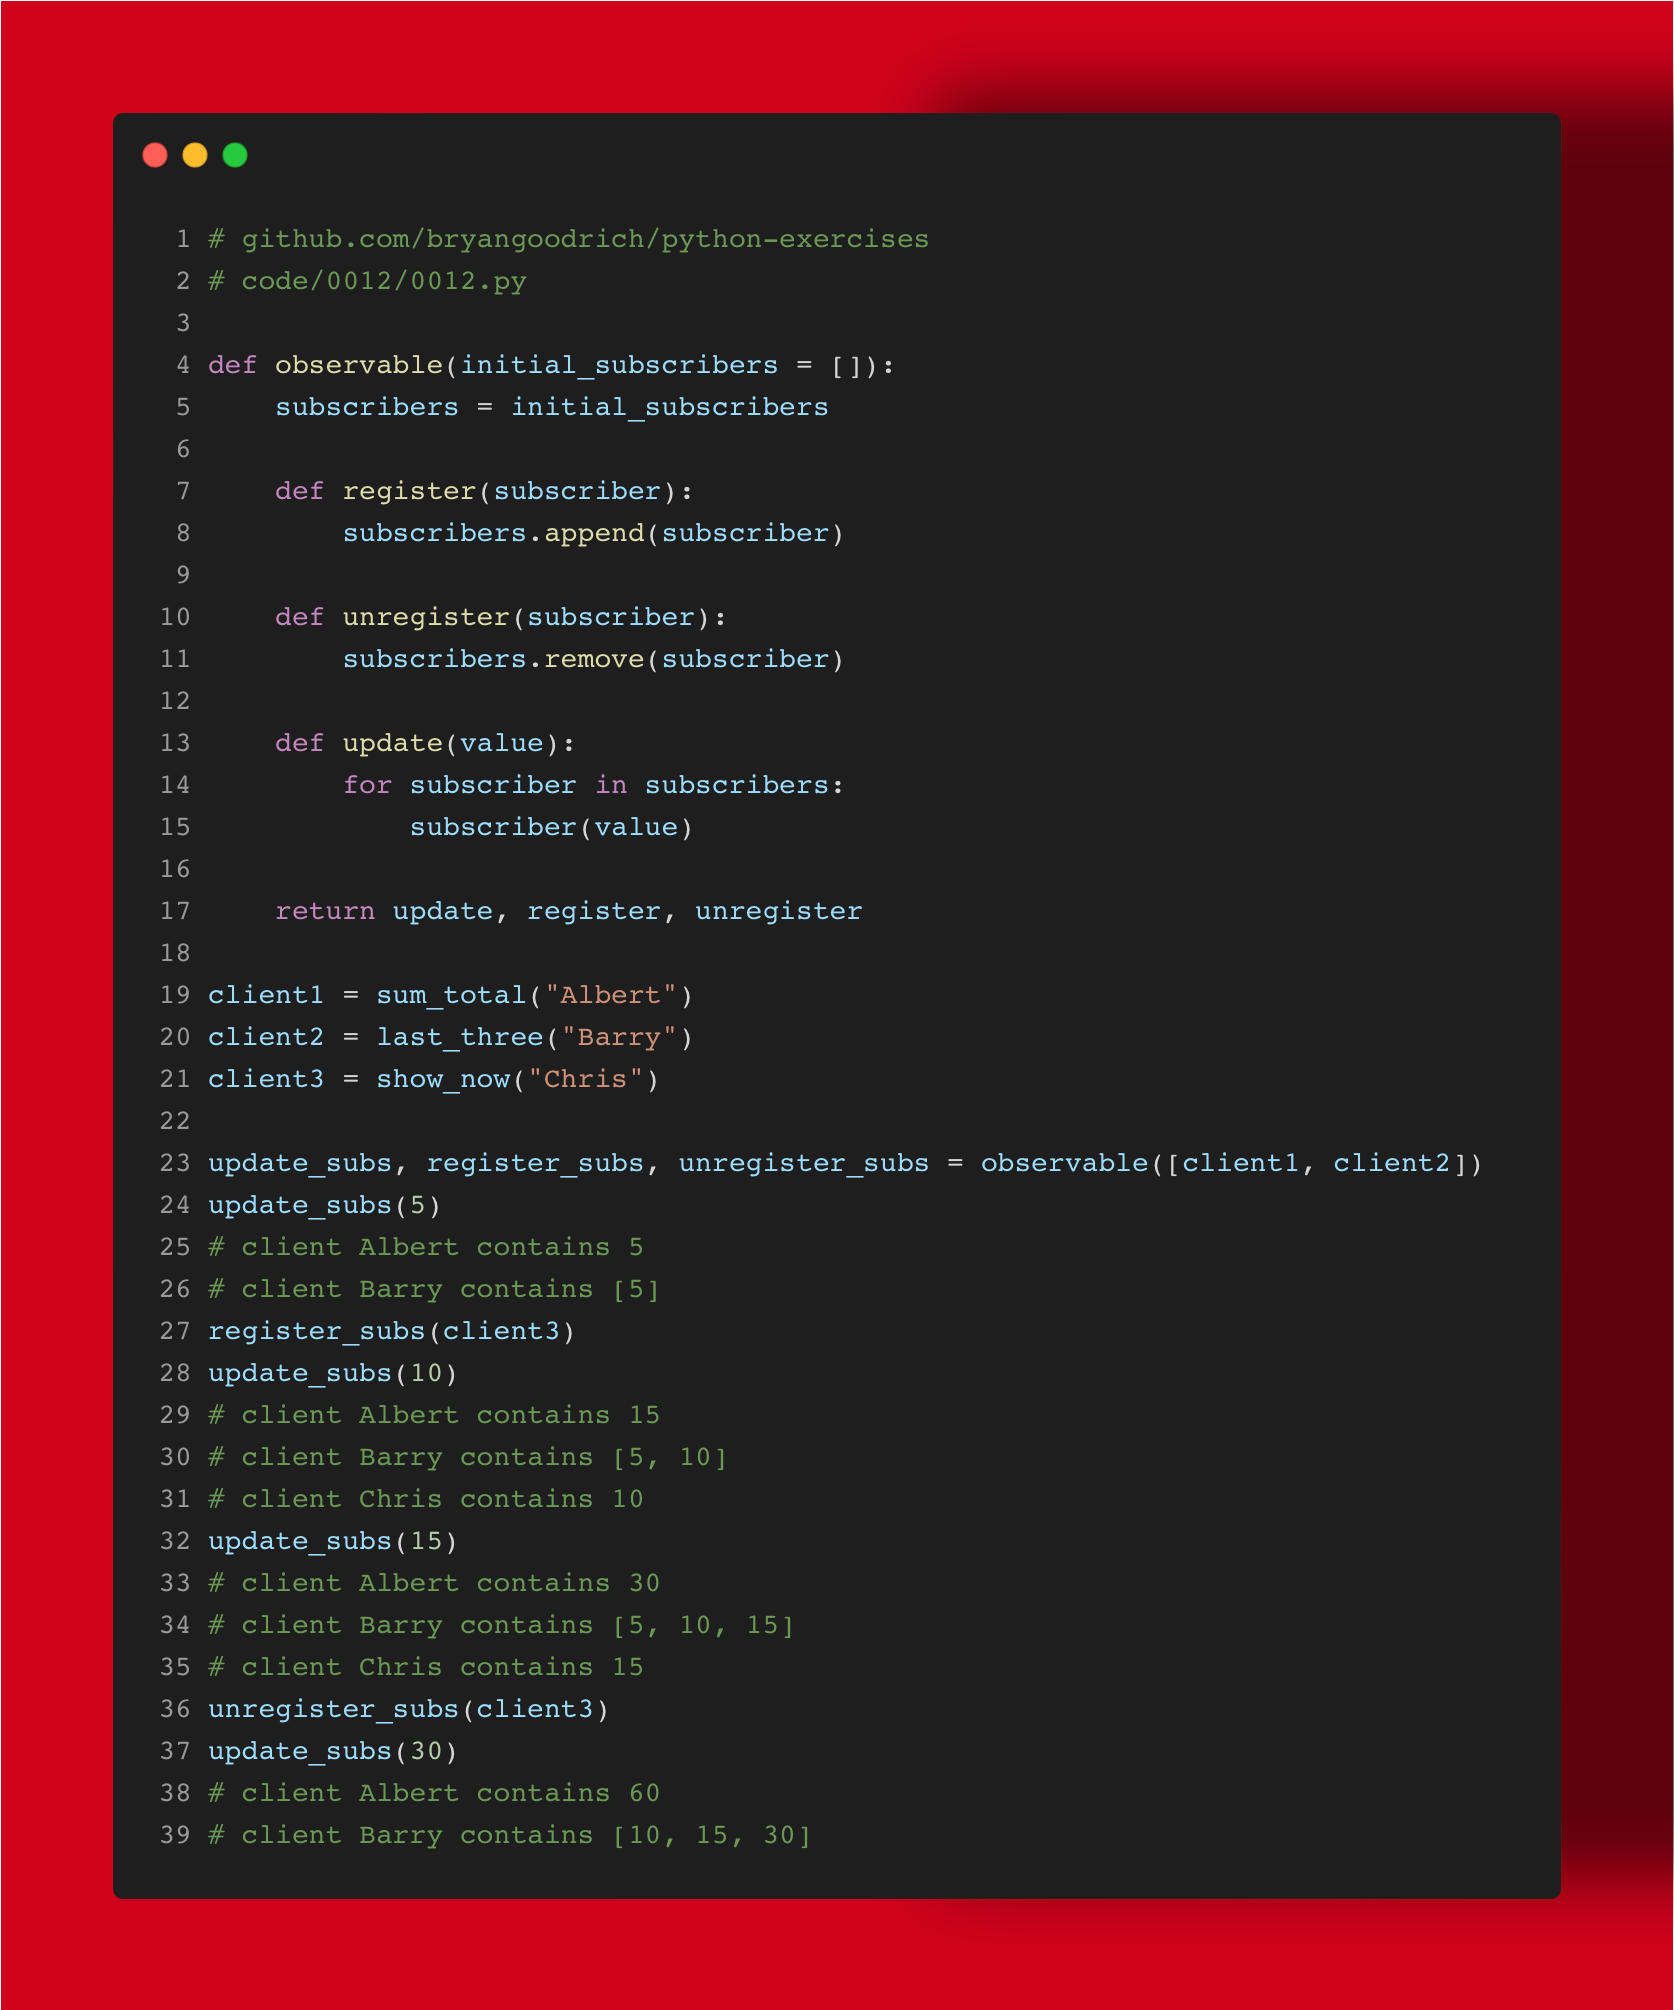 1 # github.com/bryangoodrich/python-exercises
2 # code/0012/0012.py
3
4 def observable(initial_subscribers = []):
5     subscribers = initial_subscribers
6
7     def register(subscriber):
8         subscribers.append(subscriber)
9
10     def unregister(subscriber):
11         subscribers.remove(subscriber)
12
13     def update(value):
14         for subscriber in subscribers:
15             subscriber(value)
16
17     return update, register, unregister
18
19 client1 = sum_total("Albert")
20 client2 = last_three("Barry")
21 client3 = show_now("Chris")
22
23 update_subs, register_subs, unregister_subs = observable([client1, client2])
24 update_subs(5)
25 # client Albert contains 5
26 # client Barry contains [5]
27 register_subs(client3)
28 update_subs(10)
29 # client Albert contains 15
30 # client Barry contains [5, 10]
31 # client Chris contains 10
32 update_subs(15)
33 # client Albert contains 30
34 # client Barry contains [5, 10, 15]
35 # client Chris contains 15
36 unregister_subs(client3)
37 update_subs(30)
38 # client Albert contains 60
39 # client Barry contains [10, 15, 30]